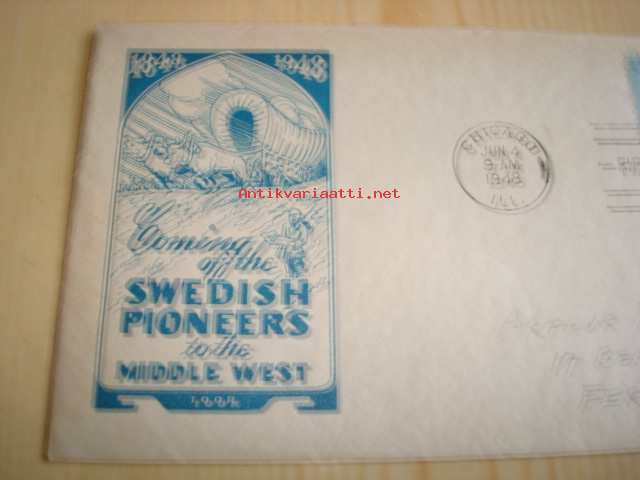 1848 1948
Coming
of the
SWEDISH
PIONEERS
to the
MIDDLE WEST
CHICAGO
JUN 4
9 AM
1948
ILL.
Antikvariaatti.net